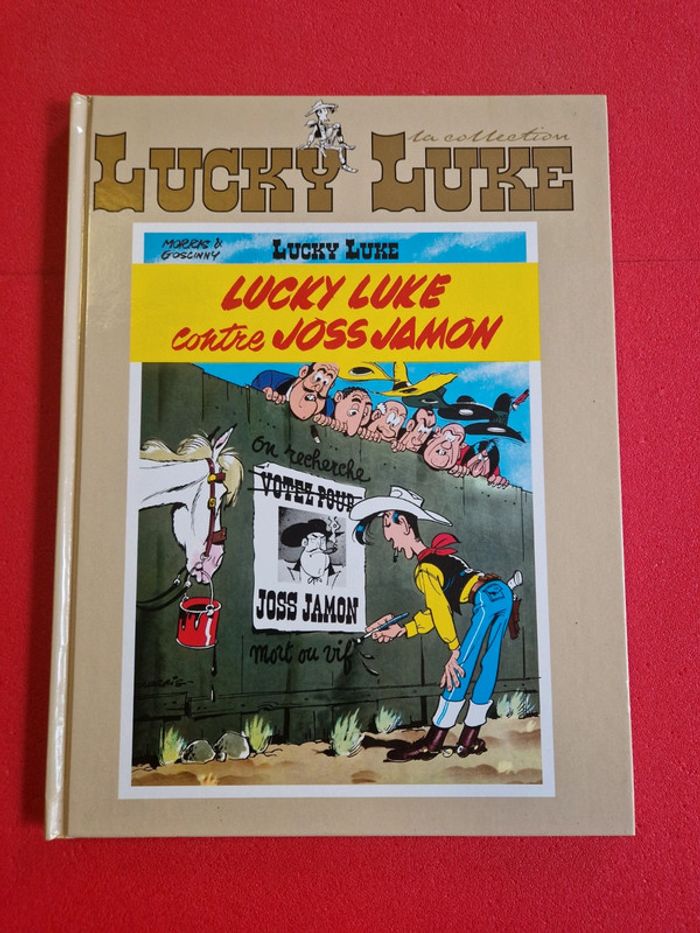 la collection
LUCKY LUKE
MORRIS &
GOSCINNY
LUCKY LUKE
LUCKY LUKE
contre JOSS JAMON
on recherche
VOTEZ POUR
JOSS JAMON
mort ou vif
MORRIS